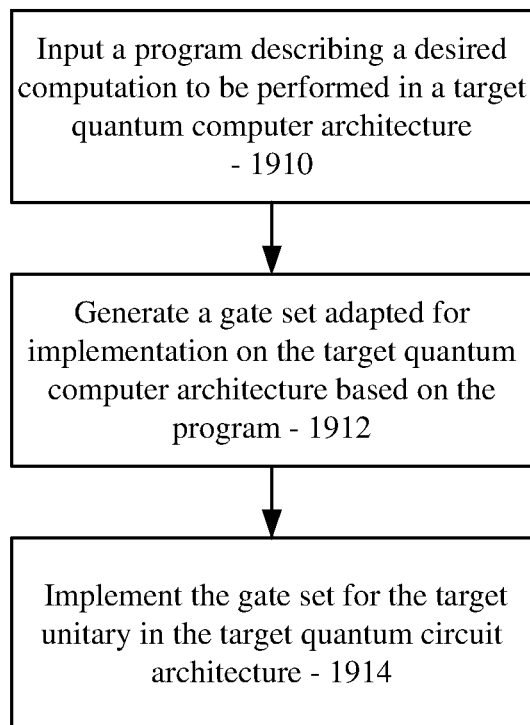 Input a program describing a desired
computation to be performed in a target
quantum computer architecture
- 1910
Generate a gate set adapted for
implementation on the target quantum
computer architecture based on the
program - 1912
Implement the gate set for the target
unitary in the target quantum circuit
architecture - 1914